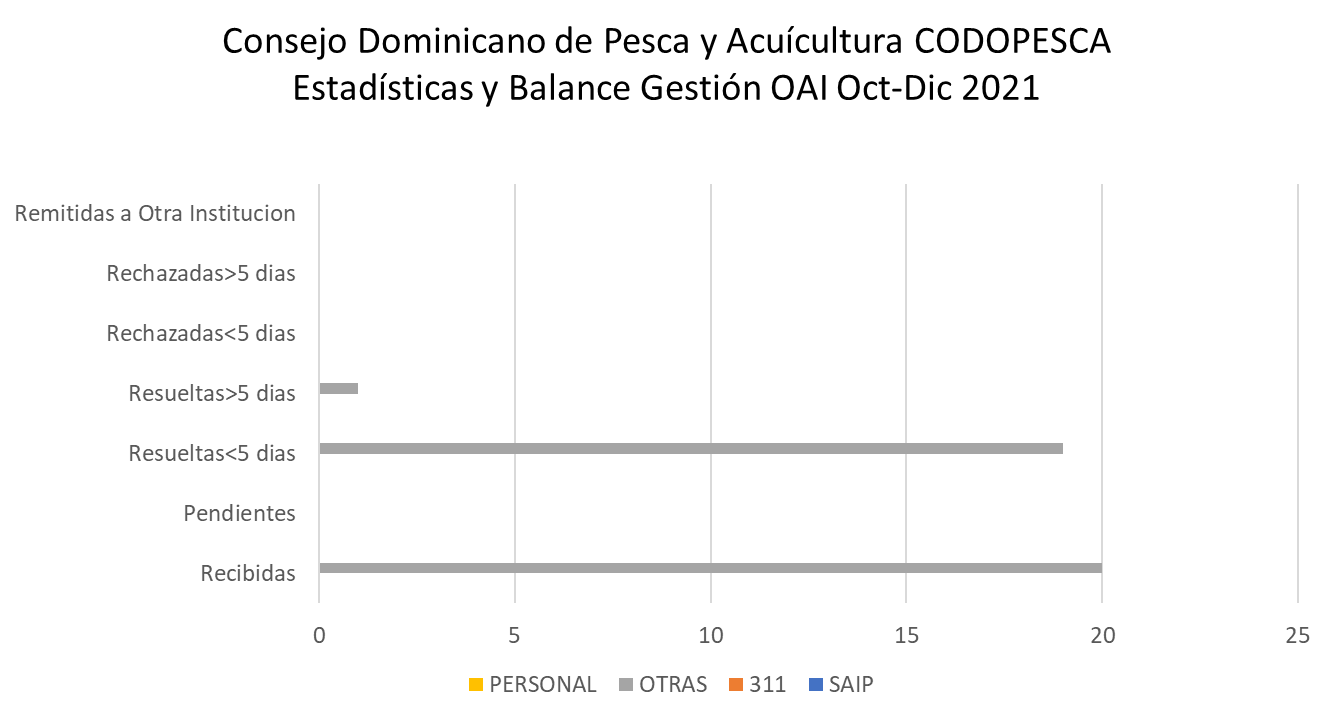 Consejo Dominicano de Pesca y Acuícultura CODOPESCA
Estadísticas y Balance Gestión OAI Oct-Dic 2021
Remitidas a Otra Institucion
Rechazadas>5 dias
Rechazadas<5 dias
Resueltas>5 dias
Resueltas<5 dias
Pendientes
Recibidas
0 5 10 15 20 25
PERSONAL OTRAS 311 SAIP